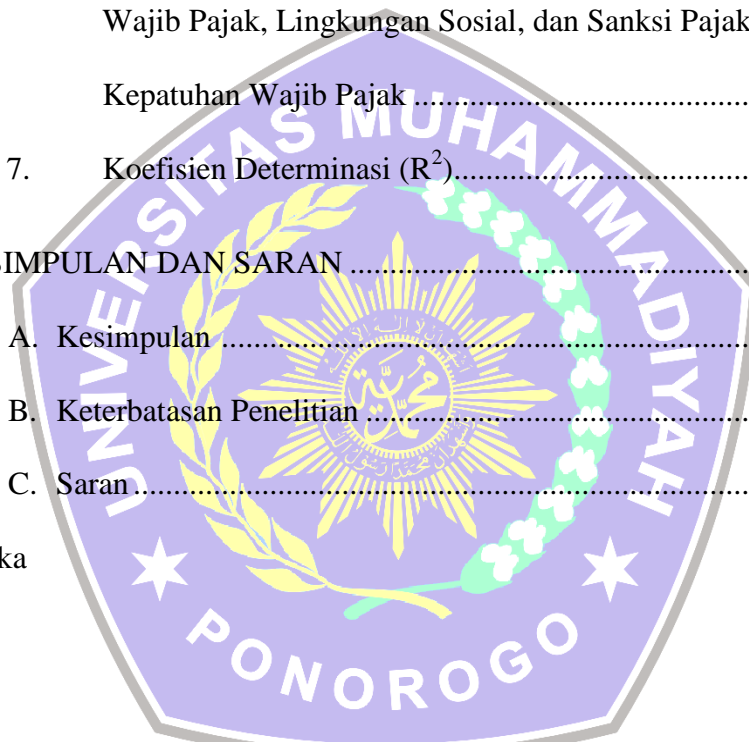 Wajib Pajak, Lingkungan Sosial, dan Sanksi Pajak
Kepatuhan Wajib Pajak ..........................................
7. Koefisien Determinasi (R²)....................................
SIMPULAN DAN SARAN ..................................................
A. Kesimpulan ..................................................................
B. Keterbatasan Penelitian .................................................
C. Saran .............................................................................
ka
UNIVERSITAS MUHAMMADIYAH
PONOROGO
محمدية